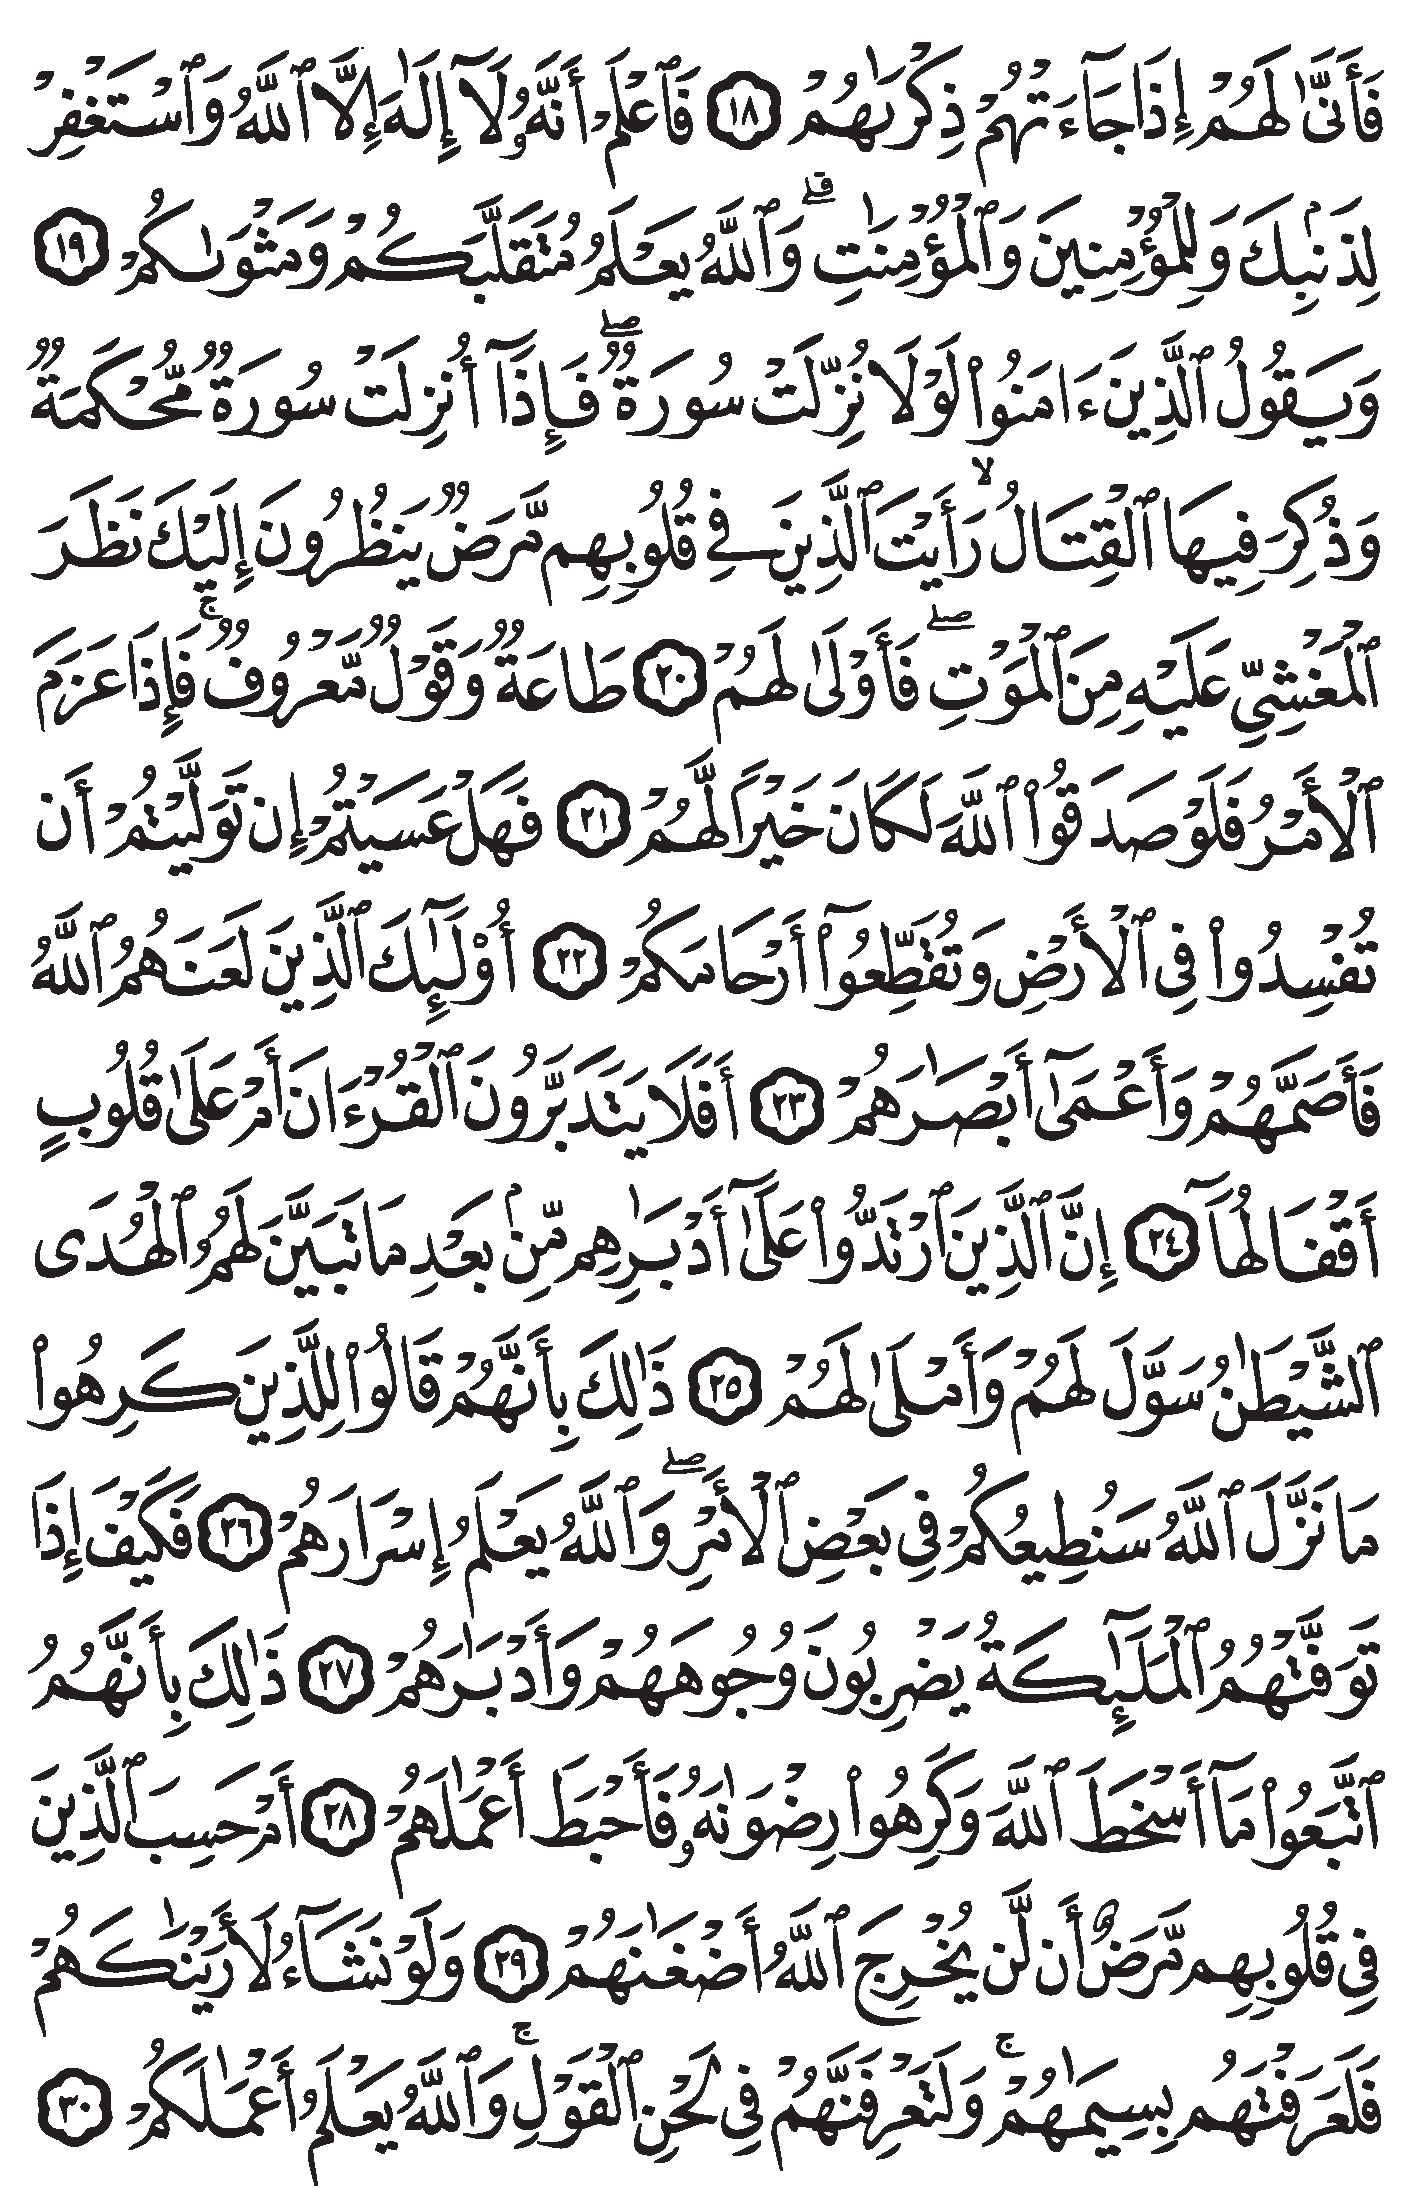 فَأَنَّىٰ لَهُمْ إِذَا جَآءَتْهُمْ ذِكْرَىٰهُمْ ١٨ فَٱعْلَمْ أَنَّهُۥ لَآ إِلَـٰهَ إِلَّا ٱللَّهُ وَٱسْتَغْفِرْ
لِذَنۢبِكَ وَلِلْمُؤْمِنِينَ وَٱلْمُؤْمِنَـٰتِ ۗ وَٱللَّهُ يَعْلَمُ مُتَقَلَّبَكُمْ وَمَثْوَىٰكُمْ ١٩
وَيَقُولُ ٱلَّذِينَ ءَامَنُوا۟ لَوْلَا نُزِّلَتْ سُورَةٌ ۖ فَإِذَآ أُنزِلَتْ سُورَةٌ مُّحْكَمَةٌ
وَذُكِرَ فِيهَا ٱلْقِتَالُ ۙ رَأَيْتَ ٱلَّذِينَ فِى قُلُوبِهِم مَّرَضٌ يَنظُرُونَ إِلَيْكَ نَظَرَ
ٱلْمَغْشِىِّ عَلَيْهِ مِنَ ٱلْمَوْتِ ۖ فَأَوْلَىٰ لَهُمْ ٢٠ طَاعَةٌ وَقَوْلٌ مَّعْرُوفٌ ۚ فَإِذَا عَزَمَ
ٱلْأَمْرُ فَلَوْ صَدَقُوا۟ ٱللَّهَ لَكَانَ خَيْرًا لَّهُمْ ٢١ فَهَلْ عَسَيْتُمْ إِن تَوَلَّيْتُمْ أَن
تُفْسِدُوا۟ فِى ٱلْأَرْضِ وَتُقَطِّعُوٓا۟ أَرْحَامَكُمْ ٢٢ أُو۟لَـٰٓئِكَ ٱلَّذِينَ لَعَنَهُمُ ٱللَّهُ
فَأَصَمَّهُمْ وَأَعْمَىٰٓ أَبْصَـٰرَهُمْ ٢٣ أَفَلَا يَتَدَبَّرُونَ ٱلْقُرْءَانَ أَمْ عَلَىٰ قُلُوبٍ
أَقْفَالُهَآ ٢٤ إِنَّ ٱلَّذِينَ ٱرْتَدُّوا۟ عَلَىٰٓ أَدْبَـٰرِهِم مِّنۢ بَعْدِ مَا تَبَيَّنَ لَهُمُ ٱلْهُدَى
ٱلشَّيْطَـٰنُ سَوَّلَ لَهُمْ وَأَمْلَىٰ لَهُمْ ٢٥ ذَٰلِكَ بِأَنَّهُمْ قَالُوا۟ لِلَّذِينَ كَرِهُوا۟
مَا نَزَّلَ ٱللَّهُ سَنُطِيعُكُمْ فِى بَعْضِ ٱلْأَمْرِ ۖ وَٱللَّهُ يَعْلَمُ إِسْرَارَهُمْ ٢٦ فَكَيْفَ إِذَا
تَوَفَّتْهُمُ ٱلْمَلَـٰٓئِكَةُ يَضْرِبُونَ وُجُوهَهُمْ وَأَدْبَـٰرَهُمْ ٢٧ ذَٰلِكَ بِأَنَّهُمُ
ٱتَّبَعُوا۟ مَآ أَسْخَطَ ٱللَّهَ وَكَرِهُوا۟ رِضْوَٰنَهُۥ فَأَحْبَطَ أَعْمَـٰلَهُمْ ٢٨ أَمْ حَسِبَ ٱلَّذِينَ
فِى قُلُوبِهِم مَّرَضٌ أَن لَّن يُخْرِجَ ٱللَّهُ أَضْغَـٰنَهُمْ ٢٩ وَلَوْ نَشَآءُ لَأَرَيْنَـٰكَهُمْ
فَلَعَرَفْتَهُم بِسِيمَـٰهُمْ ۚ وَلَتَعْرِفَنَّهُمْ فِى لَحْنِ ٱلْقَوْلِ ۚ وَٱللَّهُ يَعْلَمُ أَعْمَـٰلَكُمْ ٣٠